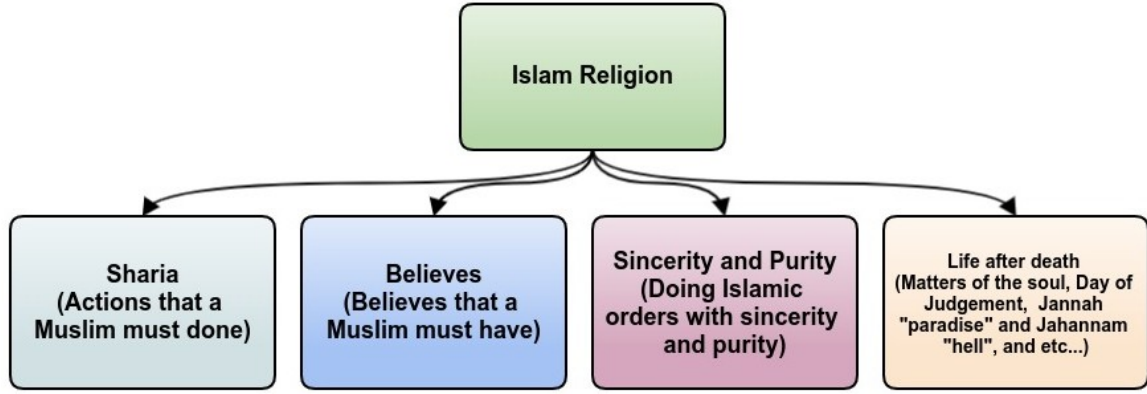 Islam Religion
Sharia
(Actions that a
Muslim must done)
Believes
(Believes that a
Muslim must have)
Sincerity and Purity
(Doing Islamic
orders with sincerity
and purity)
Life after death
(Matters of the soul, Day of
Judgement, Jannah
"paradise" and Jahannam
"hell", and etc...)